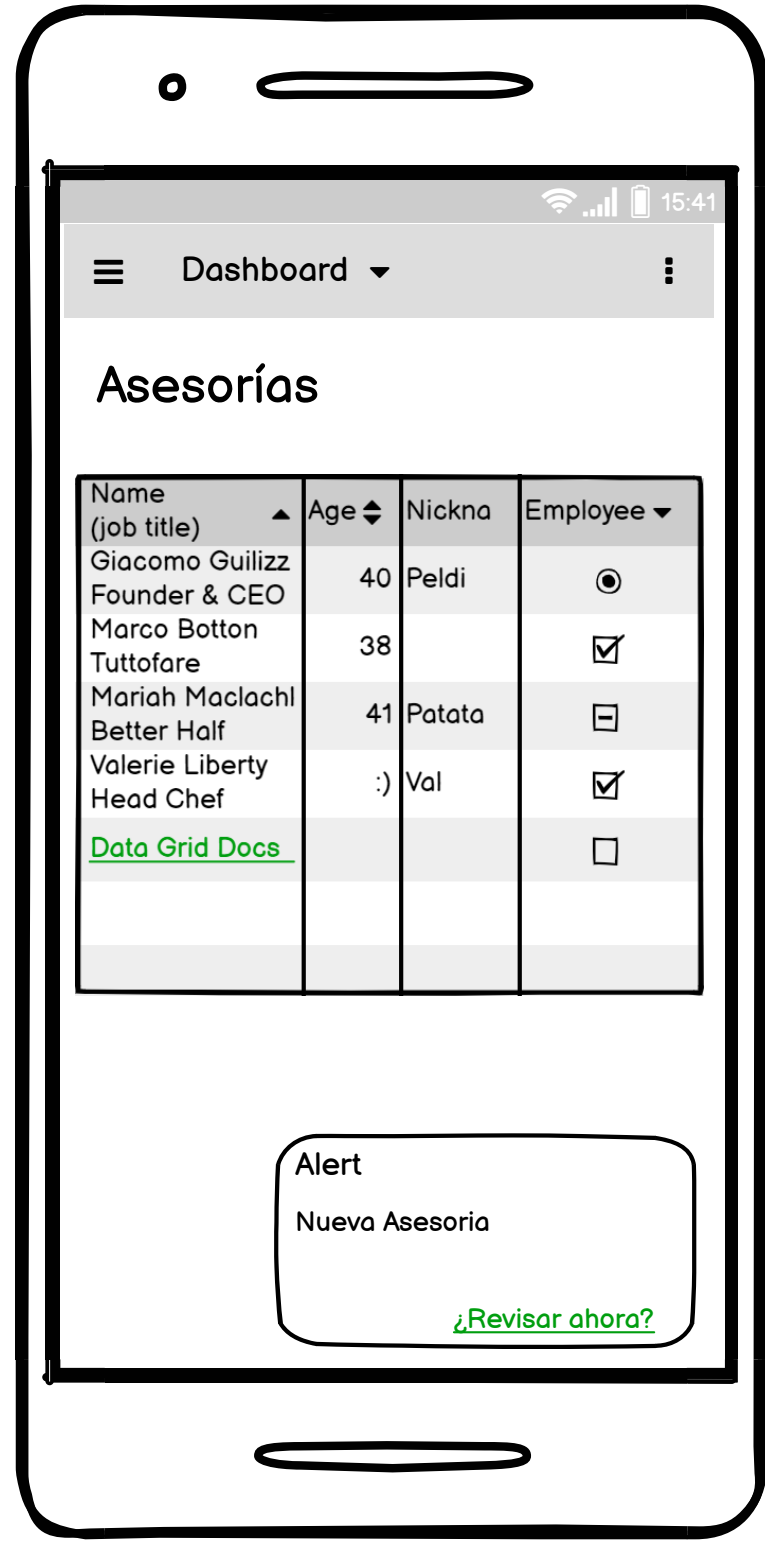 15:41
Dashboard
Asesorías
Name
(job title)
Age
Nickna
Employee
Giacomo Guilizz
Founder & CEO
40
Peldi
Marco Botton
Tuttofare
38
Mariah Maclachl
Better Half
41
Patata
Valerie Liberty
Head Chef
:)
Val
Data Grid Docs
Alert
Nueva Asesoria
¿Revisar ahora?